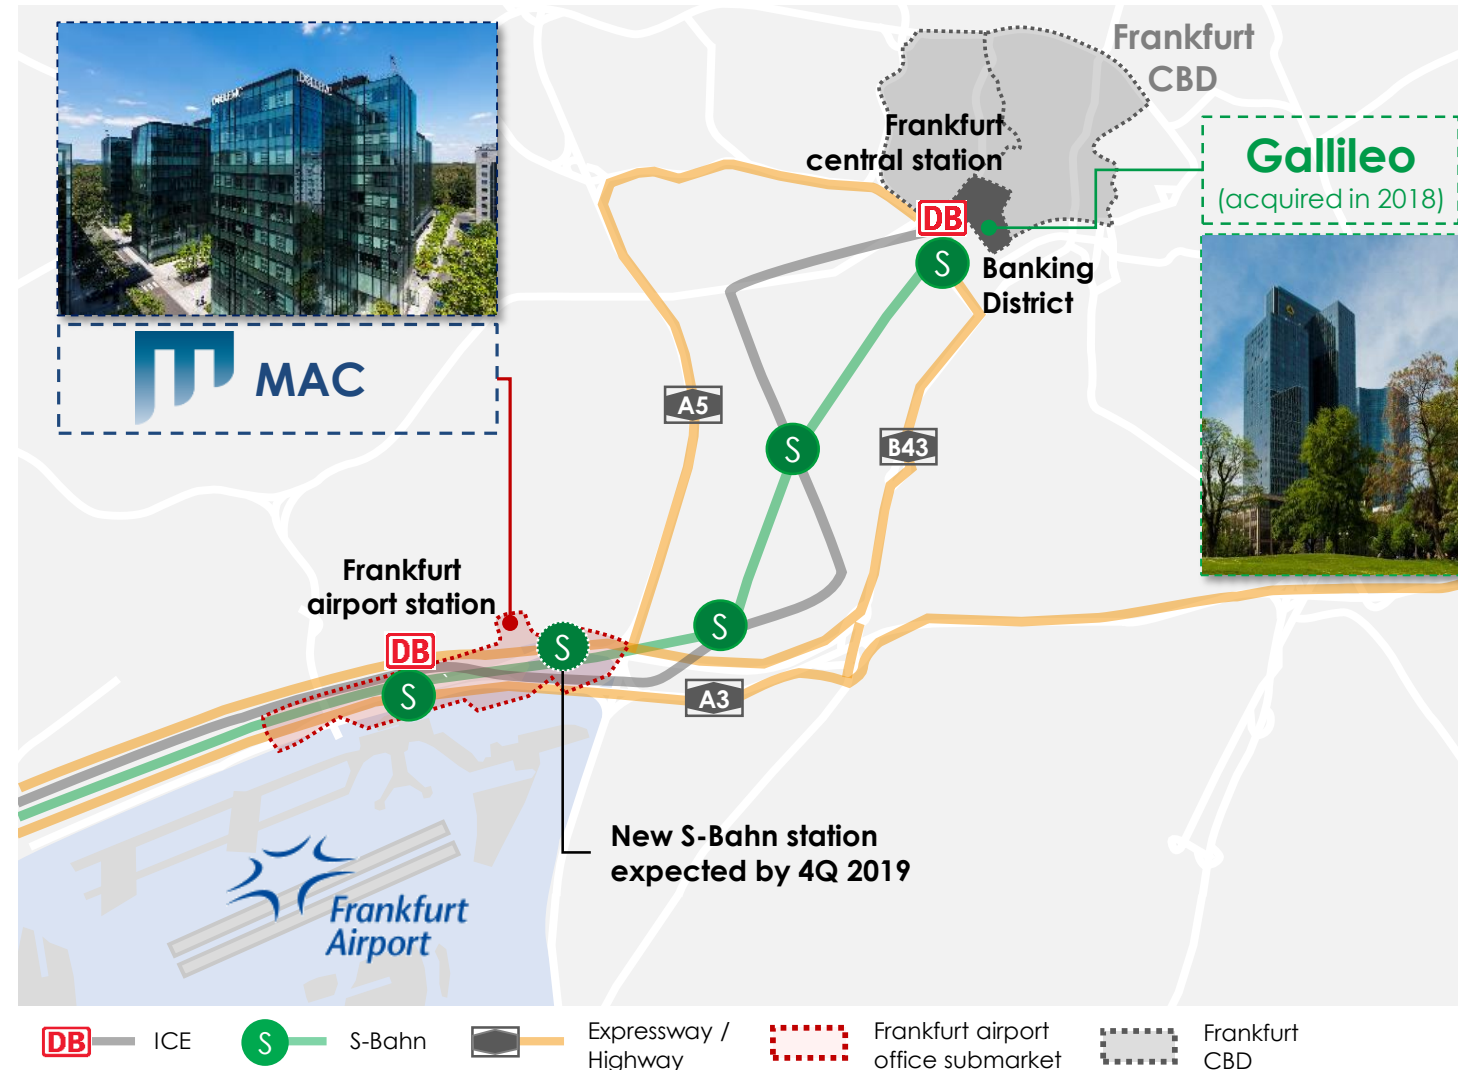 Frankfurt
CBD
Frankfurt
central station
Gallileo
(acquired in 2018)
DB
S
Banking
District
MAC
A5
S
B43
Frankfurt
airport station
DB
S
S
S
A3
New S-Bahn station
expected by 4Q 2019
Frankfurt
Airport
DB
ICE
S
S-Bahn
Expressway /
Highway
Frankfurt airport
office submarket
Frankfurt
CBD